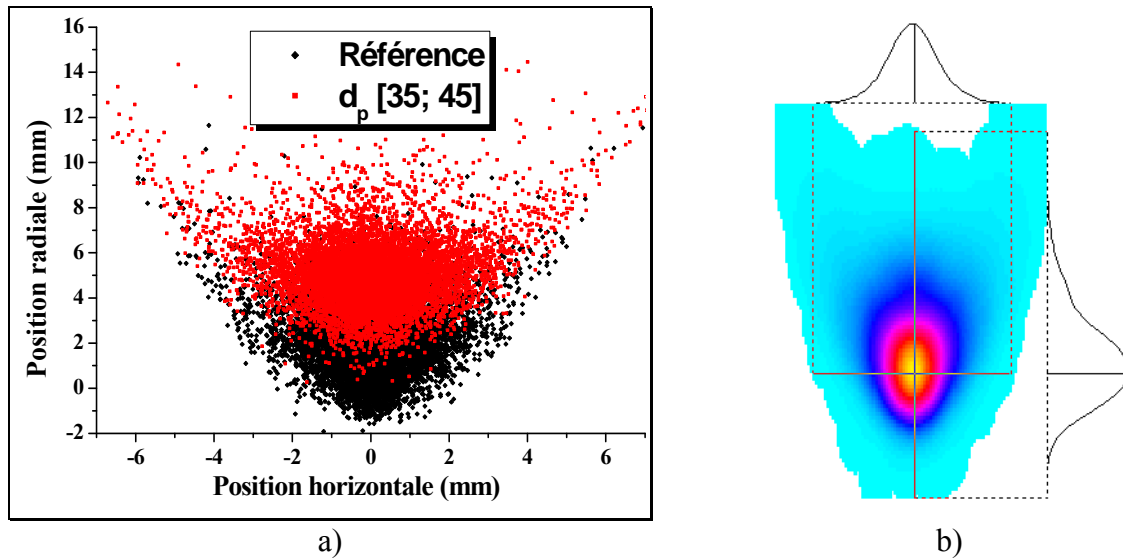 16
14
12
10
8
6
4
2
0
-2
Position radiale (mm)
Référence
d_p [35; 45]
-6 -4 -2 0 2 4 6
Position horizontale (mm)
a)
b)